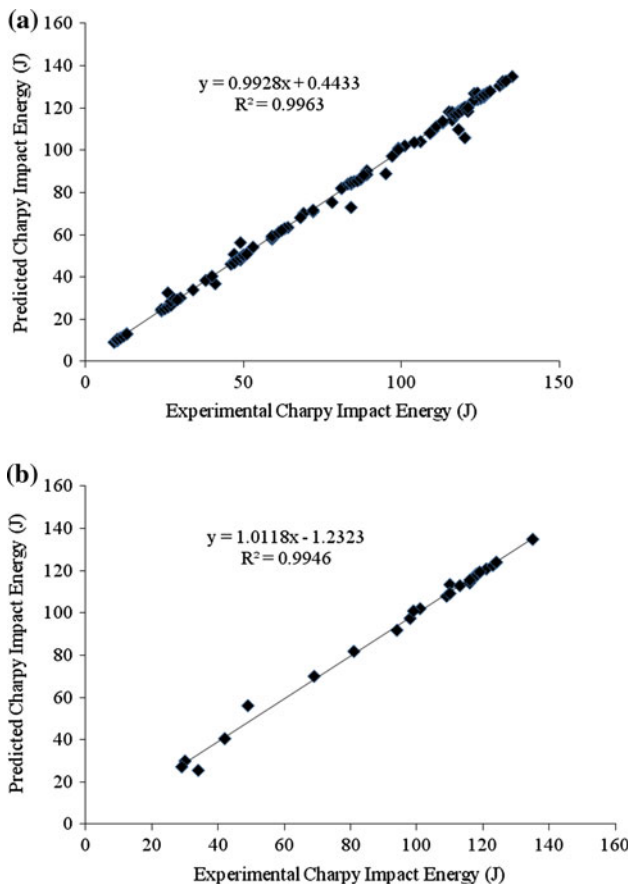 (a)
160
140
120
100
80
60
40
20
0
y = 0.9928x + 0.4433
R² = 0.9963
Predicted Charpy Impact Energy (J)
0 50 100 150
Experimental Charpy Impact Energy (J)
(b)
160
140
120
100
80
60
40
20
0
y = 1.0118x - 1.2323
R² = 0.9946
Predicted Charpy Impact Energy (J)
0 20 40 60 80 100 120 140 160
Experimental Charpy Impact Energy (J)